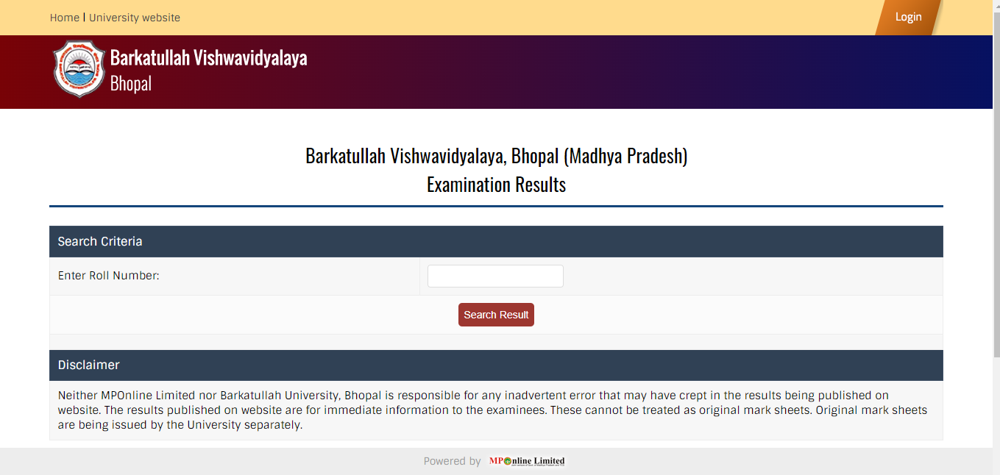 Home | University website
Login
Barkatullah Vishwavidyalaya
Bhopal
Barkatullah Vishwavidyalaya, Bhopal (Madhya Pradesh)
Examination Results
Search Criteria
Enter Roll Number:
Search Result
Disclaimer
Neither MPOnline Limited nor Barkatullah University, Bhopal is responsible for any inadvertent error that may have crept in the results being published on
website. The results published on website are for immediate information to the examinees. These cannot be treated as original mark sheets. Original mark sheets
are being issued by the University separately.
Powered by MPOnline Limited